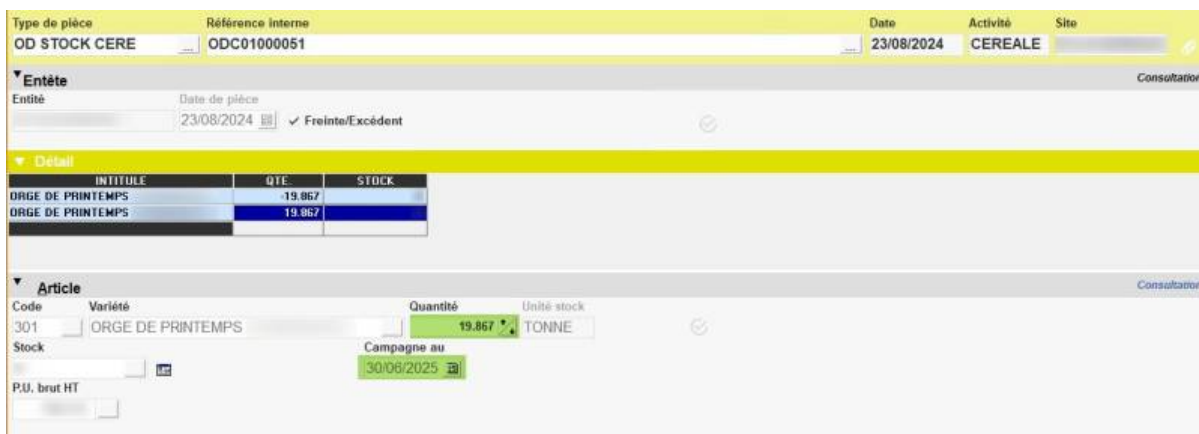 Type de pièce Référence interne Date Activité Site
OD STOCK CERE ... ODC01000051 ... 23/08/2024 CEREALE
Entête Consultation
Entité Date de pièce
23/08/2024 Freinte/Excédent
Détail
INTITULE QTE. STOCK
ORGE DE PRINTEMPS -19.867
ORGE DE PRINTEMPS 19.867
Article Consultation
Code Variété Quantité Unité stock
301 ORGE DE PRINTEMPS 19.867 TONNE
Stock Campagne au
30/06/2025
P.U. brut HT